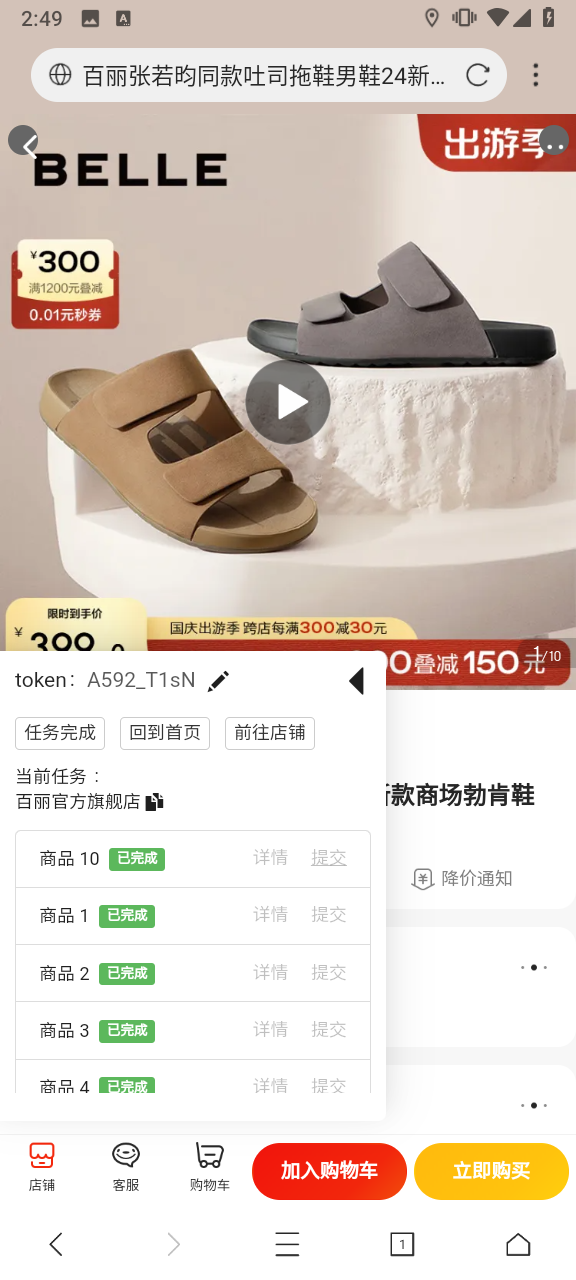 2:49
A
百丽张若昀同款吐司拖鞋男鞋24新...
BELLE
出游季
¥300
满1200元叠减
0.01元秒券
限时到手价
¥
国庆出游季 跨店每满300减30元
0叠减 150元
1/10
token： A592_T1sN
任务完成
回到首页
前往店铺
当前任务：
百丽官方旗舰店
新款商场勃肯鞋
降价通知
商品 10 已完成 详情 提交
商品 1 已完成 详情 提交
商品 2 已完成 详情 提交
商品 3 已完成 详情 提交
商品 4 已完成 详情 提交
店铺
客服
购物车
加入购物车
立即购买
1